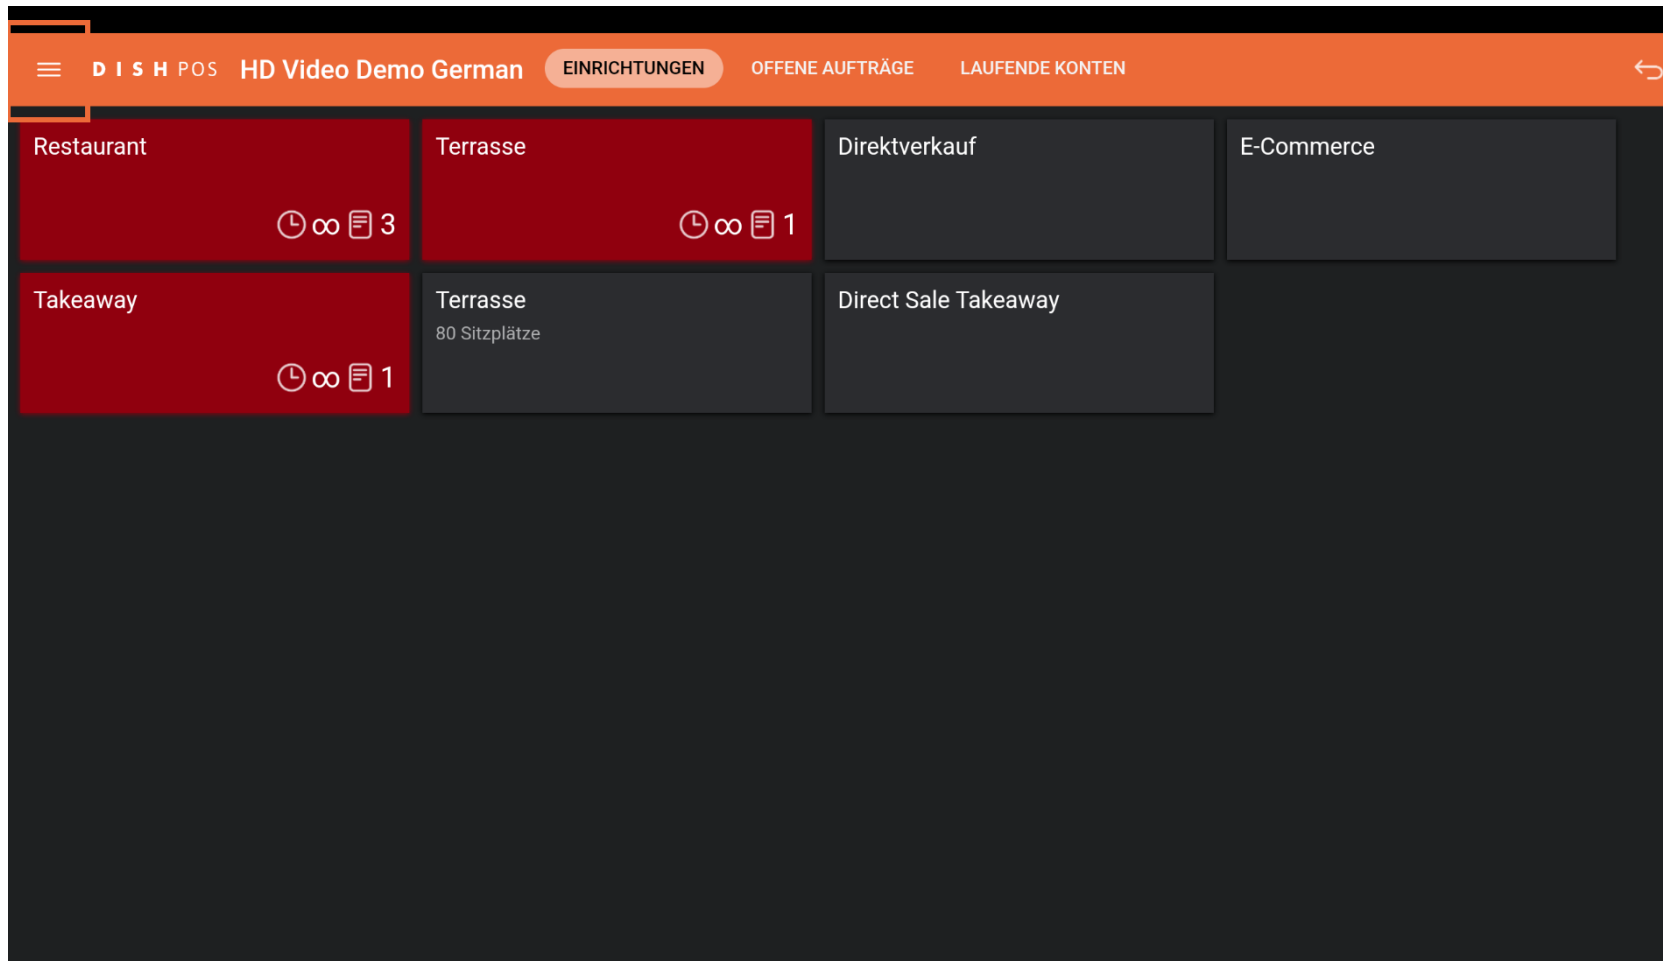 DISH POS HD Video Demo German EINRICHTUNGEN OFFENE AUFTRÄGE LAUFENDE KONTEN
Restaurant Terrasse Direktverkauf E-Commerce
∞ 3 ∞ 1
Takeaway Terrasse Direct Sale Takeaway
80 Sitzplätze
∞ 1